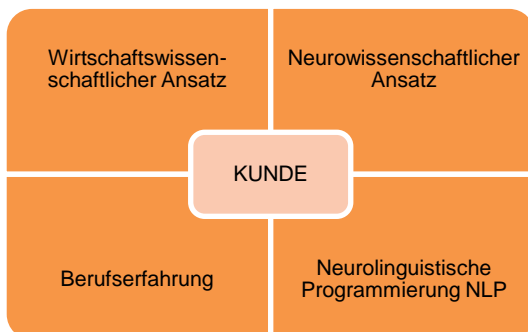 Wirtschaftswissen-
schaftlicher Ansatz
Neurowissenschaftlicher
Ansatz
KUNDE
Berufserfahrung
Neurolinguistische
Programmierung NLP